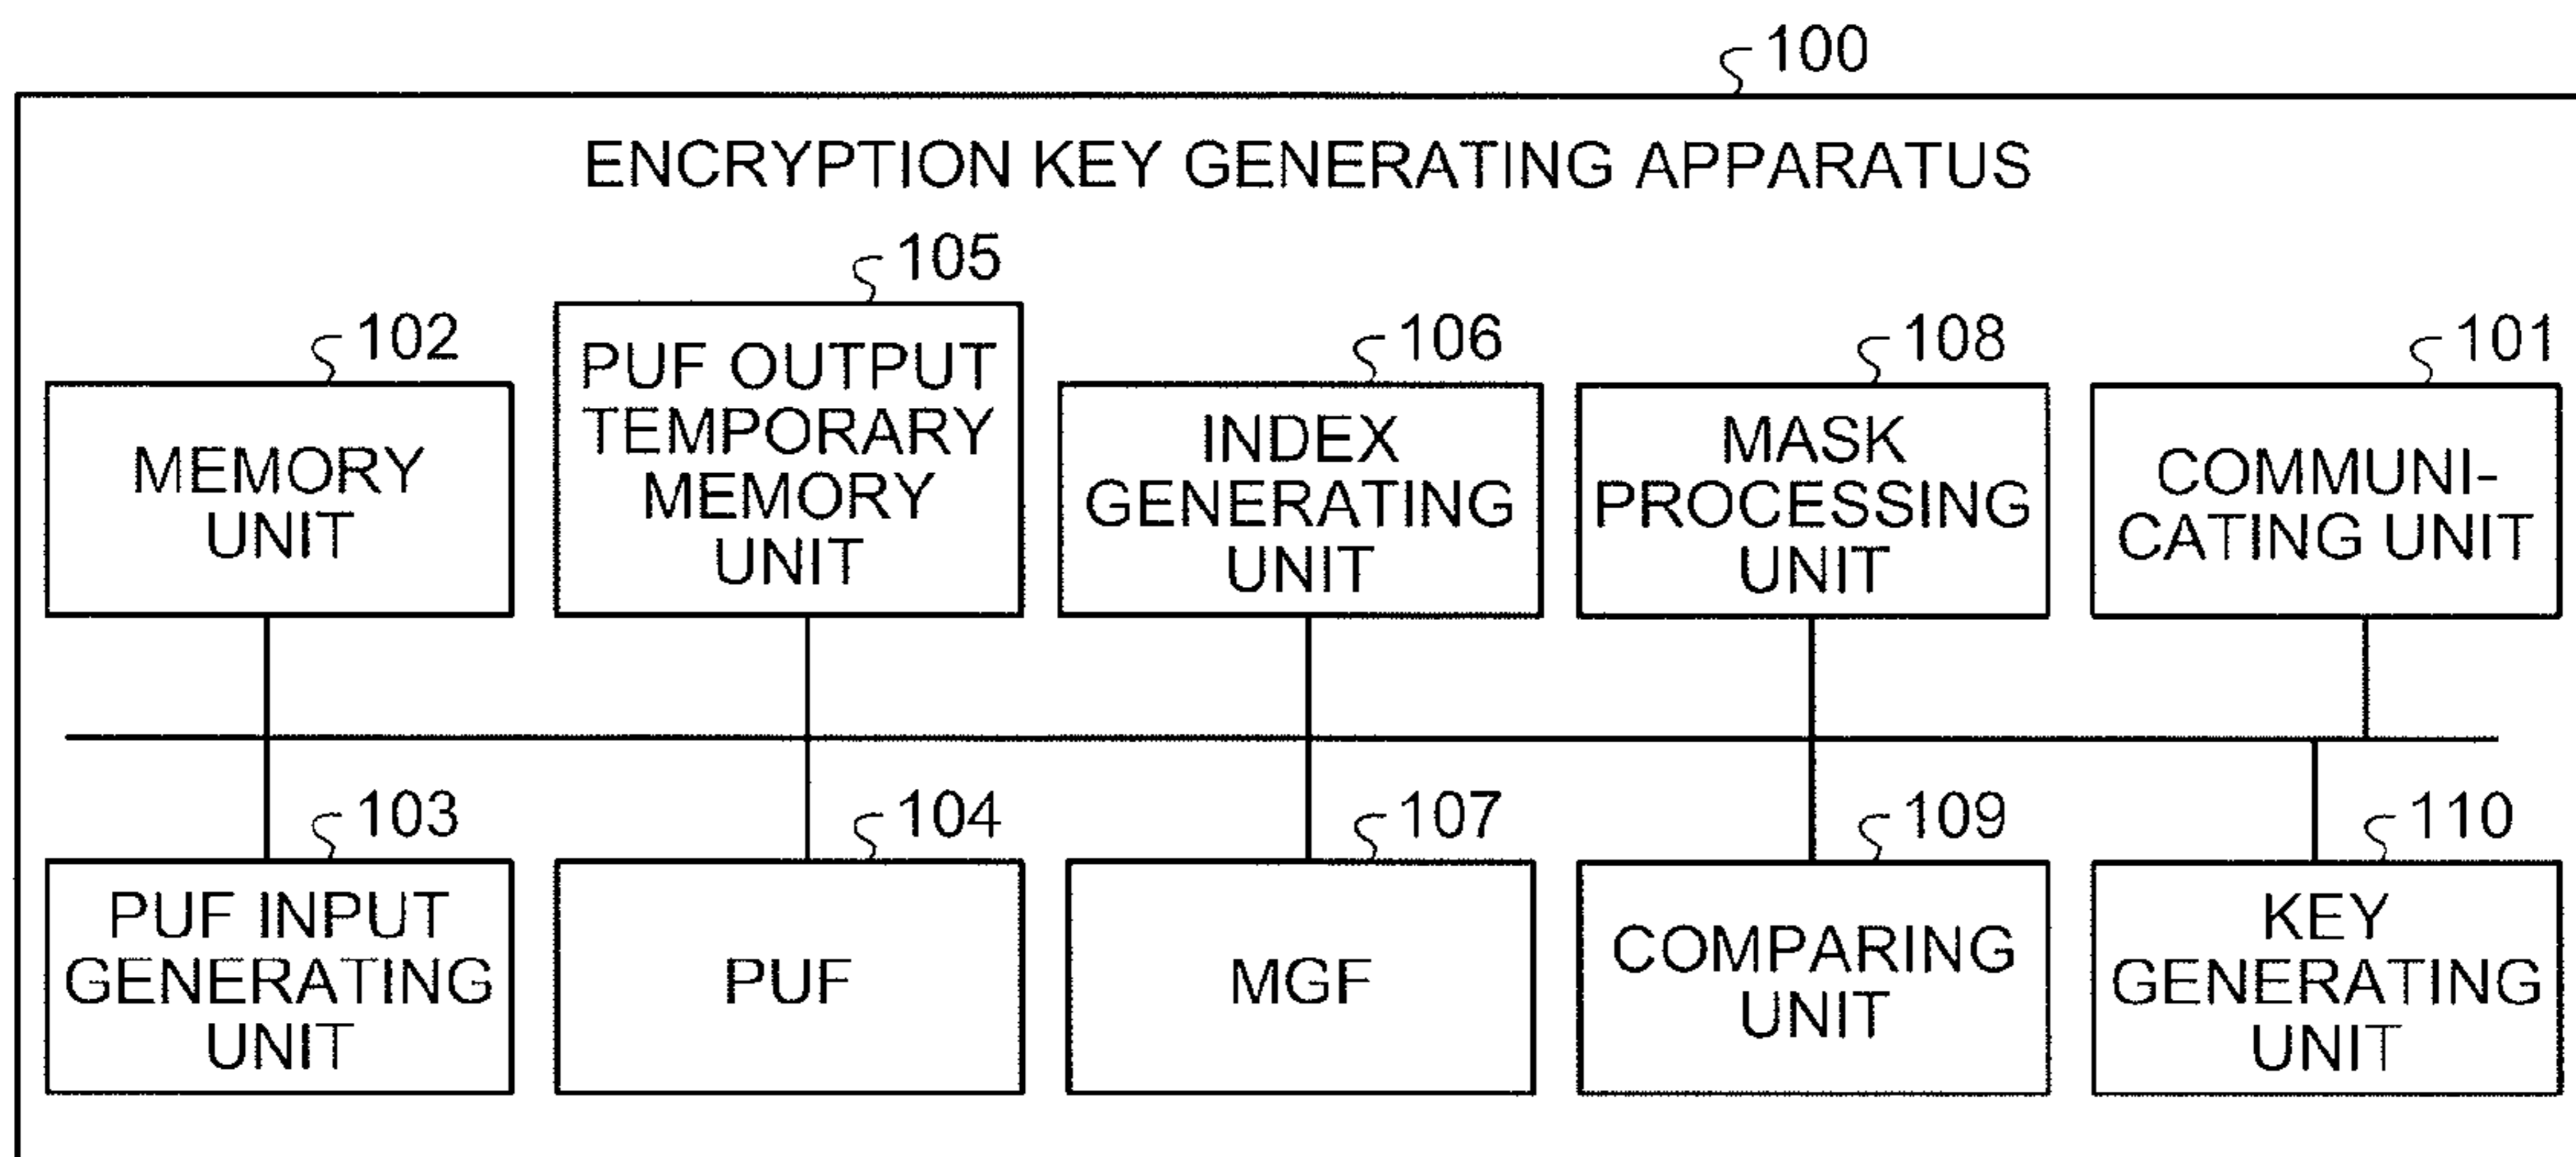 100
ENCRYPTION KEY GENERATING APPARATUS
102
MEMORY
UNIT
105
PUF OUTPUT
TEMPORARY
MEMORY
UNIT
106
INDEX
GENERATING
UNIT
108
MASK
PROCESSING
UNIT
101
COMMUNI-
CATING UNIT
103
PUF INPUT
GENERATING
UNIT
104
PUF
107
MGF
109
COMPARING
UNIT
110
KEY
GENERATING
UNIT